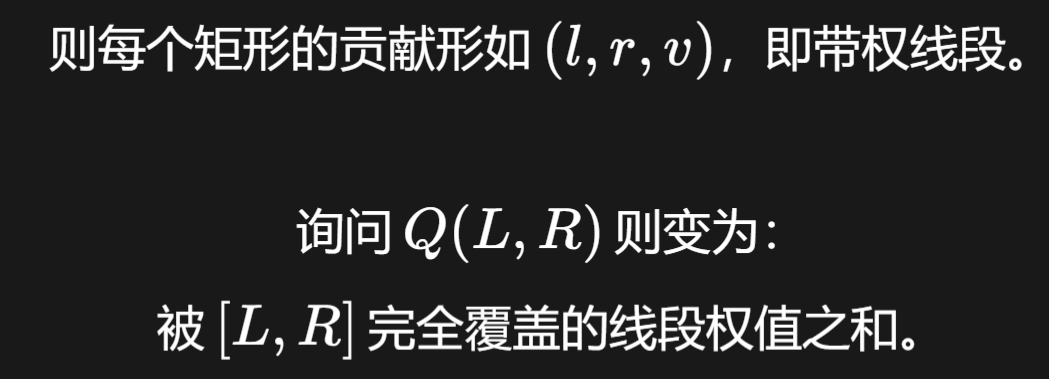 则每个矩形的贡献形如 (l, r, v)，即带权线段。
询问 Q(L, R) 则变为：
被 [L, R] 完全覆盖的线段权值之和。